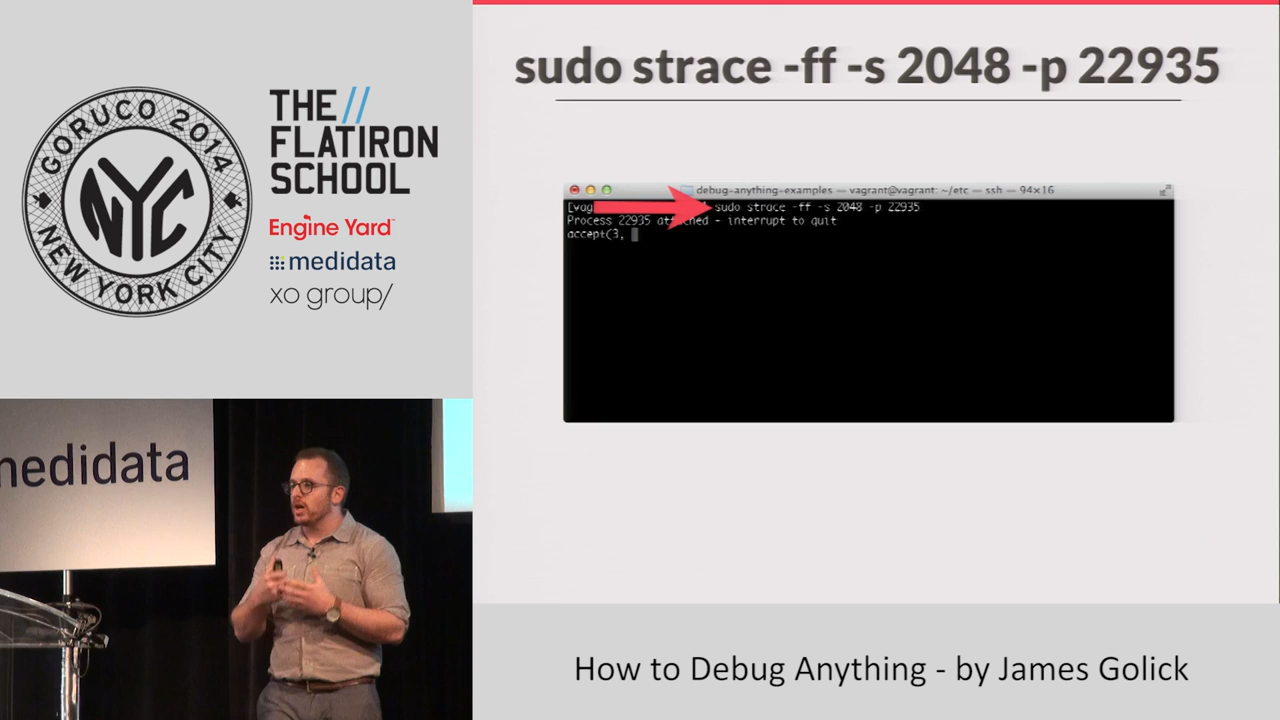 GORUCO 2014
NYC
NEW YORK CITY
THE //
FLATIRON
SCHOOL
Engine Yard™
medidata
xo group/
sudo strace -ff -s 2048 -p 22935
debug-anything-examples — vagrant@vagrant: ~/etc — ssh — 94×16
[vag sudo strace -ff -s 2048 -p 22935
Process 22935 attached - interrupt to quit
accept(3,
medidata
How to Debug Anything - by James Golick